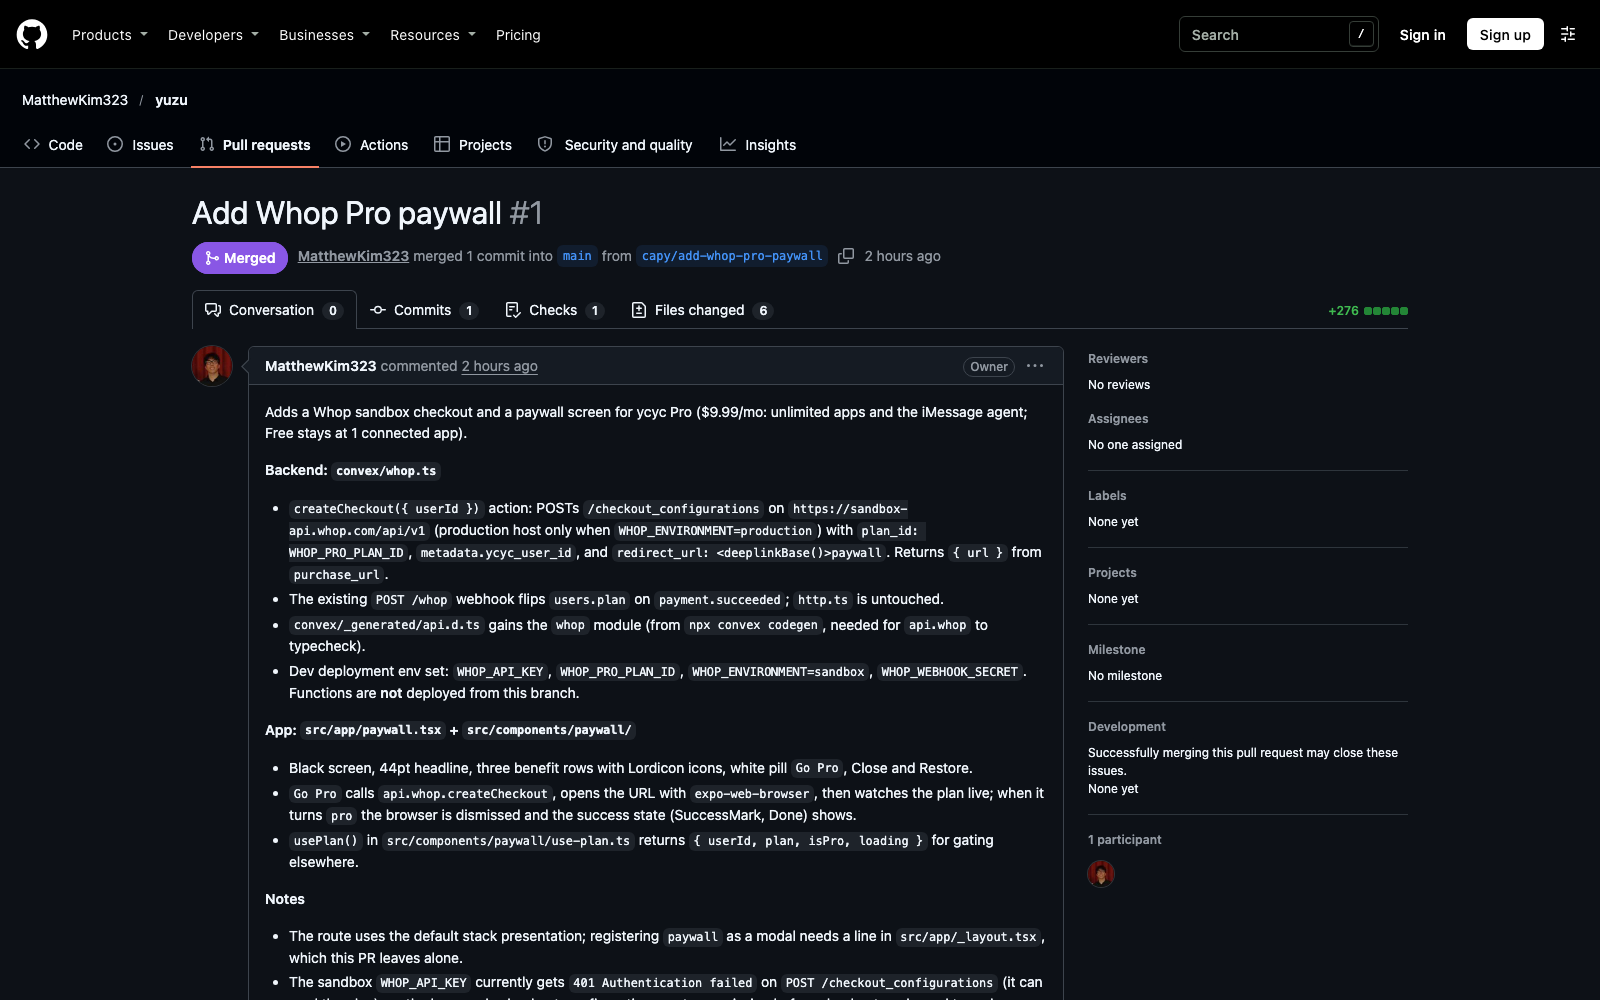 Products Developers Businesses Resources Pricing Search / Sign in Sign up
MatthewKim323 / yuzu
Code Issues Pull requests Actions Projects Security and quality Insights
Add Whop Pro paywall #1
Merged MatthewKim323 merged 1 commit into main from capy/add-whop-pro-paywall 2 hours ago
Conversation 0 Commits 1 Checks 1 Files changed 6 +276
MatthewKim323 commented 2 hours ago Owner
Adds a Whop sandbox checkout and a paywall screen for ycyc Pro ($9.99/mo: unlimited apps and the iMessage agent;
Free stays at 1 connected app).
Backend: convex/whop.ts
createCheckout({ userId }) action: POSTs /checkout_configurations on https://sandbox-
api.whop.com/api/v1 (production host only when WHOP_ENVIRONMENT=production) with plan_id:
WHOP_PRO_PLAN_ID, metadata.ycyc_user_id, and redirect_url: <deeplinkBase()>paywall. Returns { url } from
purchase_url.
The existing POST /whop webhook flips users.plan on payment.succeeded; http.ts is untouched.
convex/_generated/api.d.ts gains the whop module (from npx convex codegen, needed for api.whop to
typecheck).
Dev deployment env set: WHOP_API_KEY, WHOP_PRO_PLAN_ID, WHOP_ENVIRONMENT=sandbox, WHOP_WEBHOOK_SECRET.
Functions are not deployed from this branch.
App: src/app/paywall.tsx + src/components/paywall/
Black screen, 44pt headline, three benefit rows with Lordicon icons, white pill Go Pro, Close and Restore.
Go Pro calls api.whop.createCheckout, opens the URL with expo-web-browser, then watches the plan live; when it
turns pro the browser is dismissed and the success state (SuccessMark, Done) shows.
usePlan() in src/components/paywall/use-plan.ts returns { userId, plan, isPro, loading } for gating
elsewhere.
Notes
The route uses the default stack presentation; registering paywall as a modal needs a line in src/app/_layout.tsx,
which this PR leaves alone.
The sandbox WHOP_API_KEY currently gets 401 Authentication failed on POST /checkout_configurations (it can
Reviewers
No reviews
Assignees
No one assigned
Labels
None yet
Projects
None yet
Milestone
No milestone
Development
Successfully merging this pull request may close these
issues.
None yet
1 participant